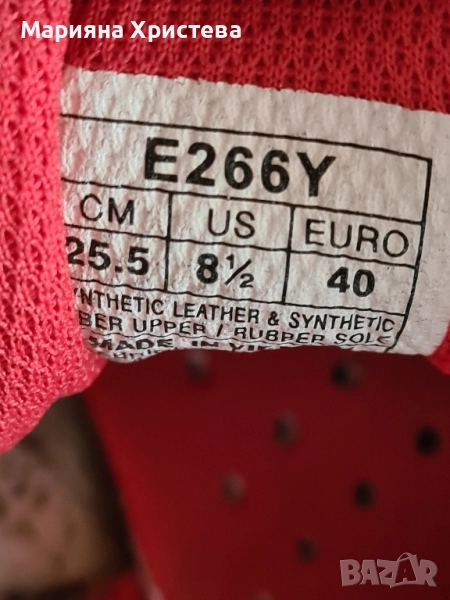 Марияна Христева
E266Y
CM US EURO
25.5 8½ 40
SYNTHETIC LEATHER & SYNTHETIC
UPPER / RUBBER SOLE
MADE IN
BAZAR